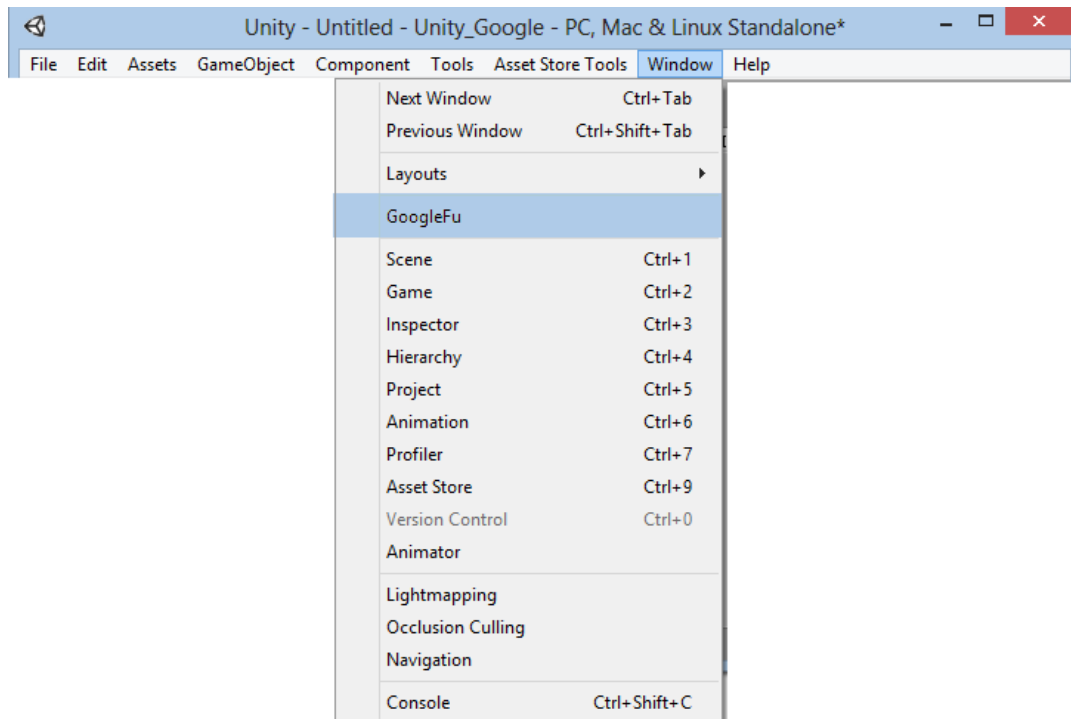 Unity - Untitled - Unity_Google - PC, Mac & Linux Standalone*
File Edit Assets GameObject Component Tools Asset Store Tools Window Help
Next Window Ctrl+Tab
Previous Window Ctrl+Shift+Tab
Layouts
GoogleFu
Scene Ctrl+1
Game Ctrl+2
Inspector Ctrl+3
Hierarchy Ctrl+4
Project Ctrl+5
Animation Ctrl+6
Profiler Ctrl+7
Asset Store Ctrl+9
Version Control Ctrl+0
Animator
Lightmapping
Occlusion Culling
Navigation
Console Ctrl+Shift+C